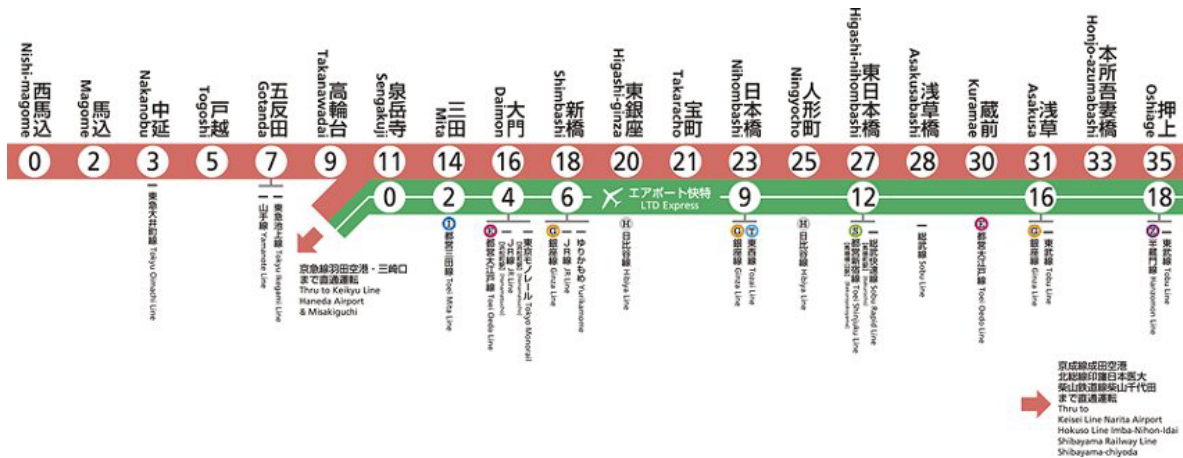 西馬込
Nishi-magome
馬込
Magome
中延
Nakanobu
戸越
Togoshi
五反田
Gotanda
高輪台
Takanawadai
泉岳寺
Sengakuji
三田
Mita
大門
Daimon
新橋
Shimbashi
東銀座
Higashi-ginza
宝町
Takaracho
日本橋
Nihombashi
人形町
Ningyocho
東日本橋
Higashi-nihombashi
浅草橋
Asakusabashi
蔵前
Kuramae
浅草
Asakusa
本所吾妻橋
Honjo-azumabashi
押上
Oshiage
0 2 3 5 7 9 11 14 16 18 20 21 23 25 27 28 30 31 33 35
0 2 4 6 エアポート快特 9 12 16 18
LTD Express
東急大井町線 Tokyu Oimachi Line
東急池上線 Tokyu Ikegami Line
山手線 Yamanote Line
京急線羽田空港・三崎口
まで直通運転
Thru to Keikyu Line
Haneda Airport
& Misakiguchi
I 都営三田線 Toei Mita Line
東京モノレール Tokyo Monorail
JR線 JR Line
E 都営大江戸線 Toei Oedo Line
ゆりかもめ Yurikamome
JR線 JR Line
G 銀座線 Ginza Line
H 日比谷線 Hibiya Line
T 東西線 Tozai Line
G 銀座線 Ginza Line
H 日比谷線 Hibiya Line
総武快速線 Sobu Rapid Line
S 都営新宿線 Toei Shinjuku Line
総武線 Sobu Line
E 都営大江戸線 Toei Oedo Line
東武線 Tobu Line
G 銀座線 Ginza Line
東武線 Tobu Line
Z 半蔵門線 Hanzomon Line
京成線成田空港
北総線印旛日本医大
芝山鉄道線芝山千代田
まで直通運転
Thru to
Keisei Line Narita Airport
Hokuso Line Imba-Nihon-Idai
Shibayama Railway Line
Shibayama-chiyoda